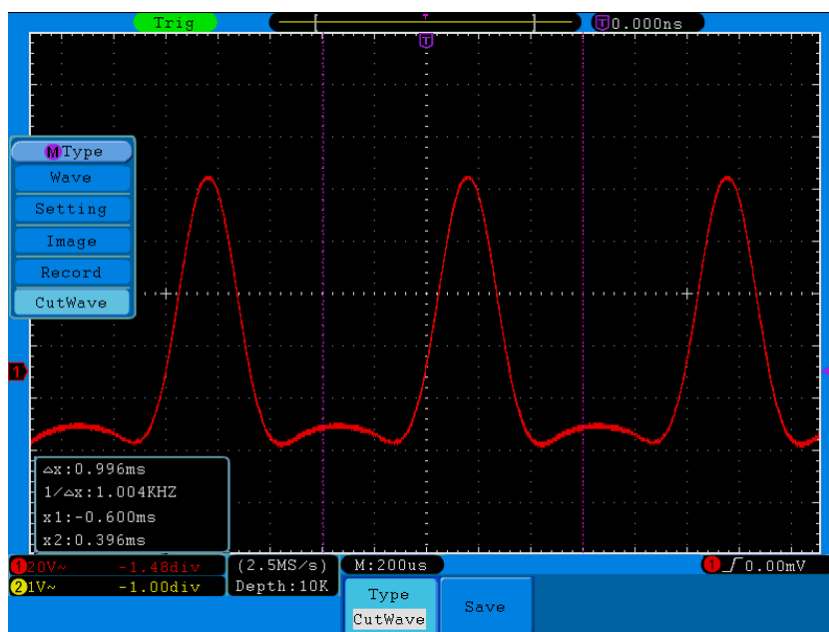 Trig
T 0.000ns
T
M Type
Wave
Setting
Image
Record
CutWave
1
△x:0.996ms
1/△x:1.004KHZ
x1:-0.600ms
x2:0.396ms
1 20V~ -1.48div (2.5MS/s) M:200us 1 0.00mV
2 1V~ -1.00div Depth:10K
Type Save
CutWave